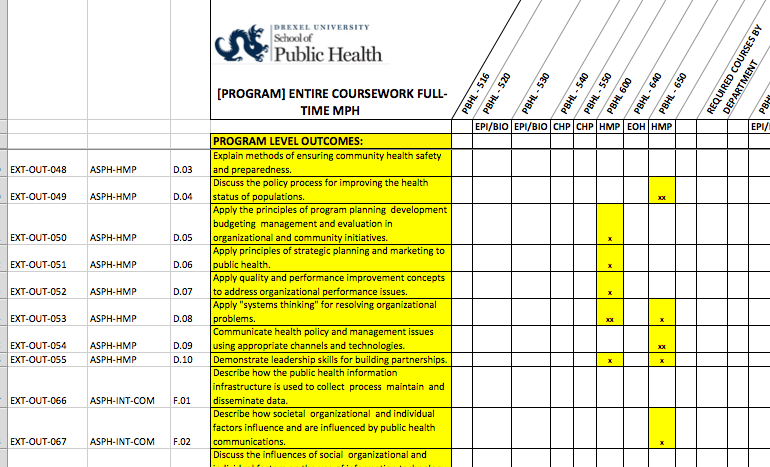 DREXEL UNIVERSITY
School of
Public Health
[PROGRAM] ENTIRE COURSEWORK FULL-
TIME MPH
PBHL - 516
PBHL - 520
PBHL - 530
PBHL - 540
PBHL - 550
PBHL 600
PBHL - 640
PBHL - 650
REQUIRED COURSES BY
DEPARTMENT
EPI/BIO EPI/BIO CHP CHP HMP EOH HMP
PROGRAM LEVEL OUTCOMES:
EXT-OUT-048 ASPH-HMP D.03 Explain methods of ensuring community health safety
and preparedness.
EXT-OUT-049 ASPH-HMP D.04 Discuss the policy process for improving the health
status of populations. xx
EXT-OUT-050 ASPH-HMP D.05 Apply the principles of program planning development
budgeting management and evaluation in
organizational and community initiatives. x
EXT-OUT-051 ASPH-HMP D.06 Apply principles of strategic planning and marketing to
public health. x
EXT-OUT-052 ASPH-HMP D.07 Apply quality and performance improvement concepts
to address organizational performance issues. x
EXT-OUT-053 ASPH-HMP D.08 Apply "systems thinking" for resolving organizational
problems. xx x
EXT-OUT-054 ASPH-HMP D.09 Communicate health policy and management issues
using appropriate channels and technologies. xx
EXT-OUT-055 ASPH-HMP D.10 Demonstrate leadership skills for building partnerships. x x
EXT-OUT-066 ASPH-INT-COM F.01 Describe how the public health information
infrastructure is used to collect process maintain and
disseminate data.
EXT-OUT-067 ASPH-INT-COM F.02 Describe how societal organizational and individual
factors influence and are influenced by public health
communications. x
Discuss the influences of social organizational and